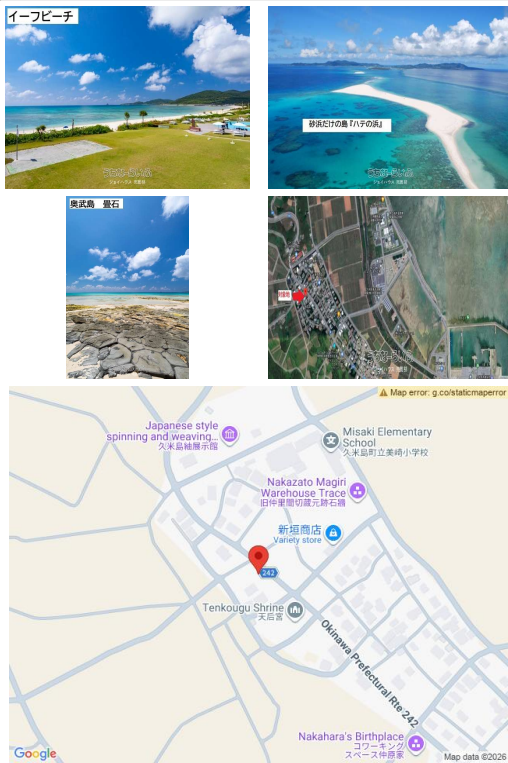 イーフビーチ
砂浜だけの島『ハテの浜』
奥武島 畳石
Map error: g.co/staticmaperror
Japanese style
spinning and weaving...
久米島紬展示館
Misaki Elementary
School
久米島町立美崎小学校
Nakazato Magiri
Warehouse Trace
旧仲里間切蔵元跡石牆
新垣商店
Variety store
242
Tenkougu Shrine
天后宮
Okinawa Prefectural Rte 242
Nakahara's Birthplace
コワーキング
スペース仲原家
Google
Map data ©2026